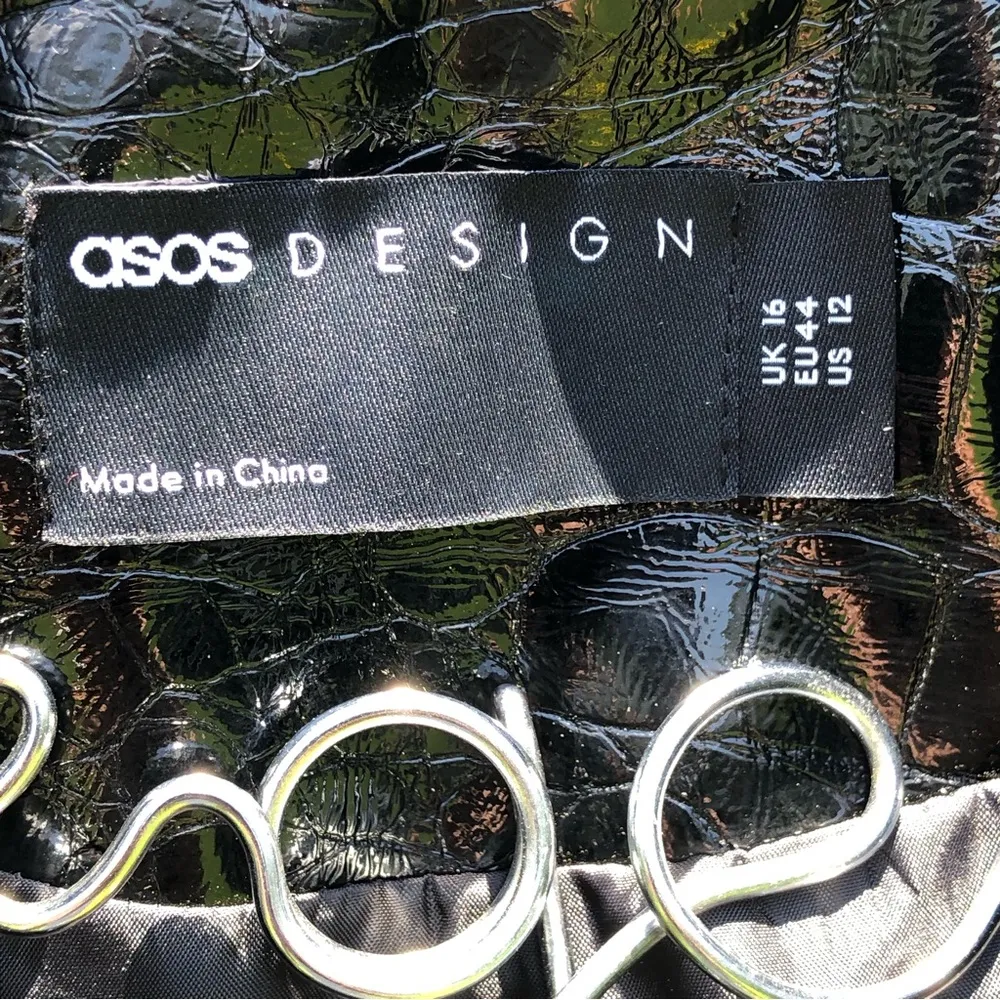 asos DESIGN
Made in China
UK 16
EU 44
US 12